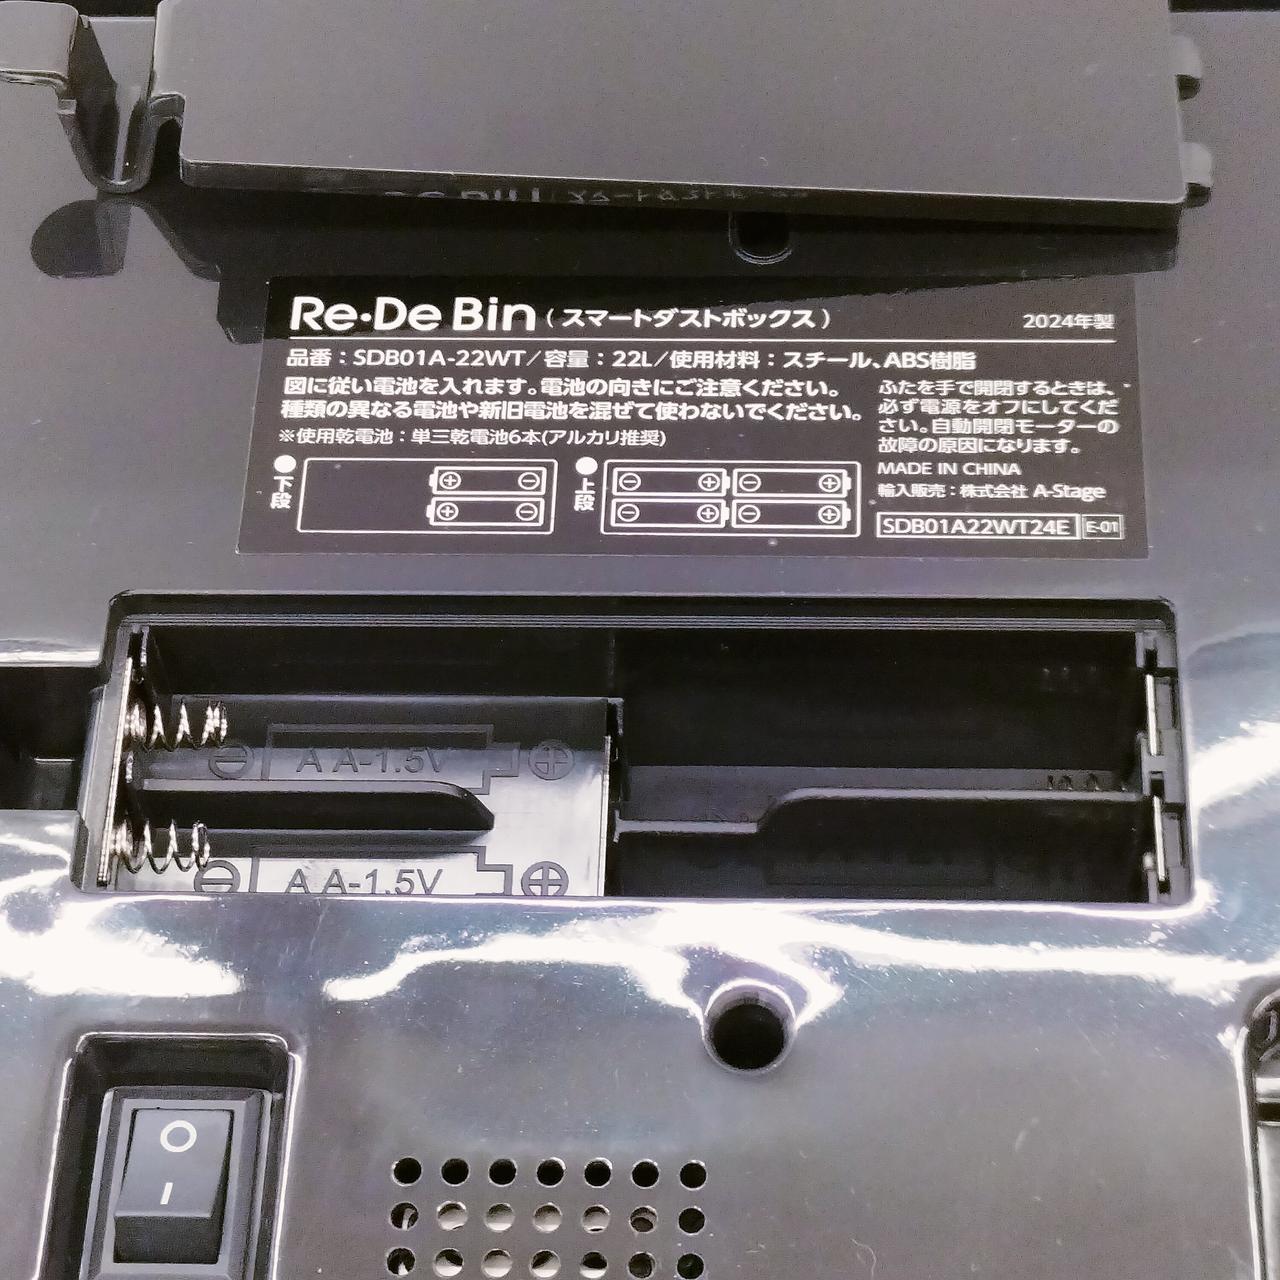 Re·De Bin（スマートダストボックス）
2024年製
品番：SDB01A-22WT/容量：22L/使用材料：スチール、ABS樹脂
図に従い電池を入れます。電池の向きにご注意ください。
種類の異なる電池や新旧電池を混ぜて使わないでください。
※使用乾電池：単三乾電池6本(アルカリ推奨)
ふたを手で開閉するときは、
必ず電源をオフにしてくだ
さい。自動開閉モーターの
故障の原因になります。
MADE IN CHINA
輸入販売：株式会社 A-Stage
SDB01A22WT24E E-01
●下段
⊕ ⊖
⊕ ⊖
●上段
⊖ ⊕ ⊖ ⊕
⊖ ⊕ ⊖ ⊕
⊖ AA-1.5V ⊕
⊖ AA-1.5V ⊕
O
I